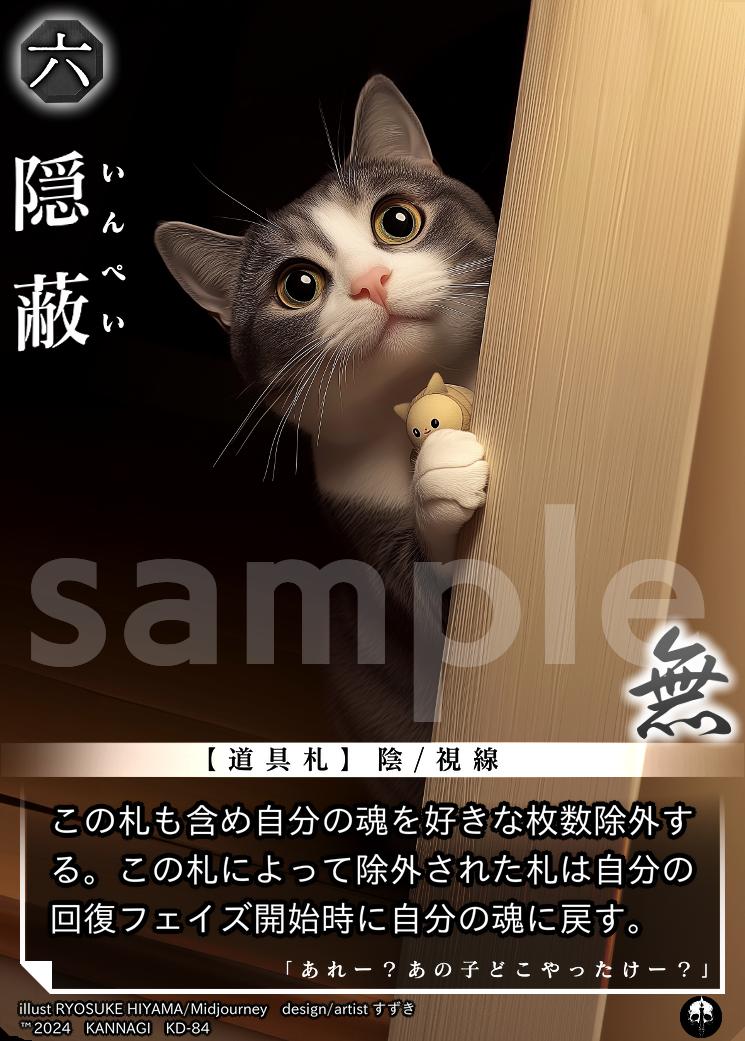 六
隠蔽
いんぺい
sample
無
【道具札】陰/視線
この札も含め自分の魂を好きな枚数除外す
る。この札によって除外された札は自分の
回復フェイズ開始時に自分の魂に戻す。
「あれー？あの子どこやったけー？」
illust RYOSUKE HIYAMA/Midjourney　design/artist すずき
™2024　KANNAGI　KD-84